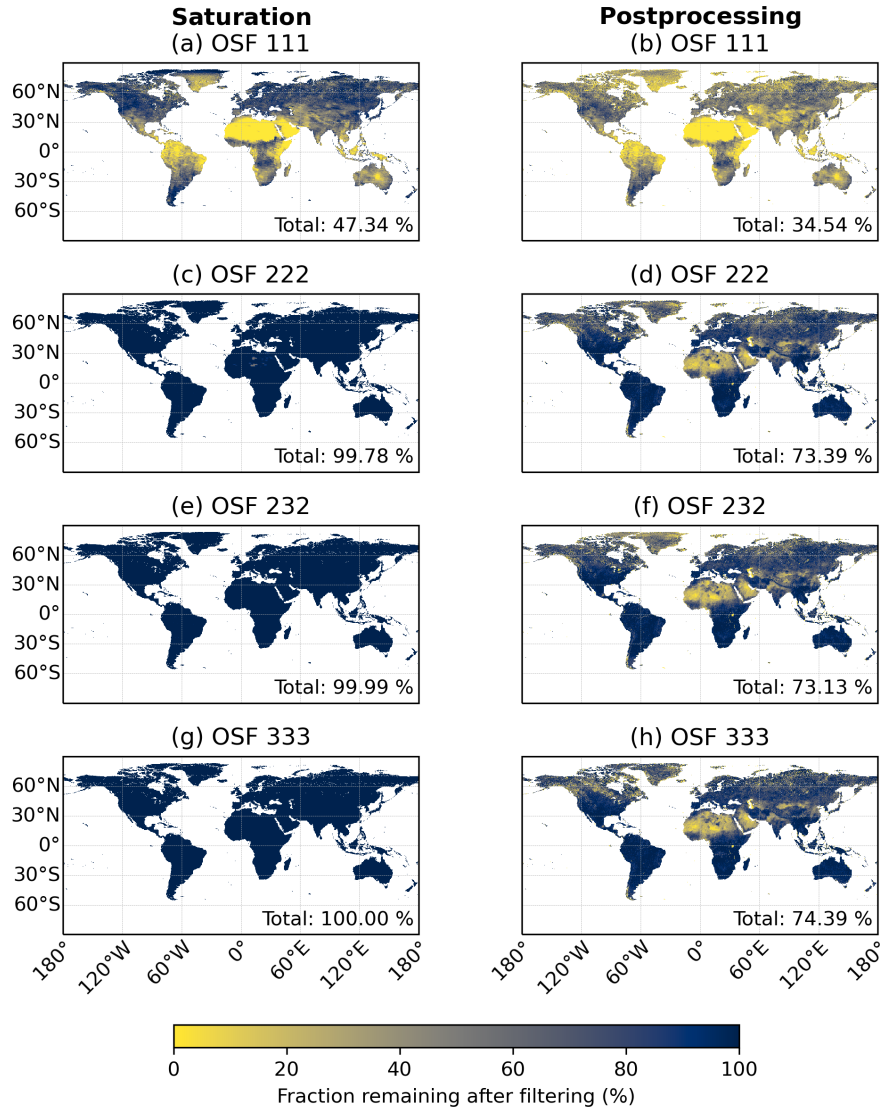 Saturation
Postprocessing
(a) OSF 111
(b) OSF 111
60°N
30°N
0°
30°S
60°S
Total: 47.34 %
Total: 34.54 %
(c) OSF 222
(d) OSF 222
60°N
30°N
0°
30°S
60°S
Total: 99.78 %
Total: 73.39 %
(e) OSF 232
(f) OSF 232
60°N
30°N
0°
30°S
60°S
Total: 99.99 %
Total: 73.13 %
(g) OSF 333
(h) OSF 333
60°N
30°N
0°
30°S
60°S
Total: 100.00 %
Total: 74.39 %
180° 120°W 60°W 0° 60°E 120°E 180°
180° 120°W 60°W 0° 60°E 120°E 180°
0 20 40 60 80 100
Fraction remaining after filtering (%)